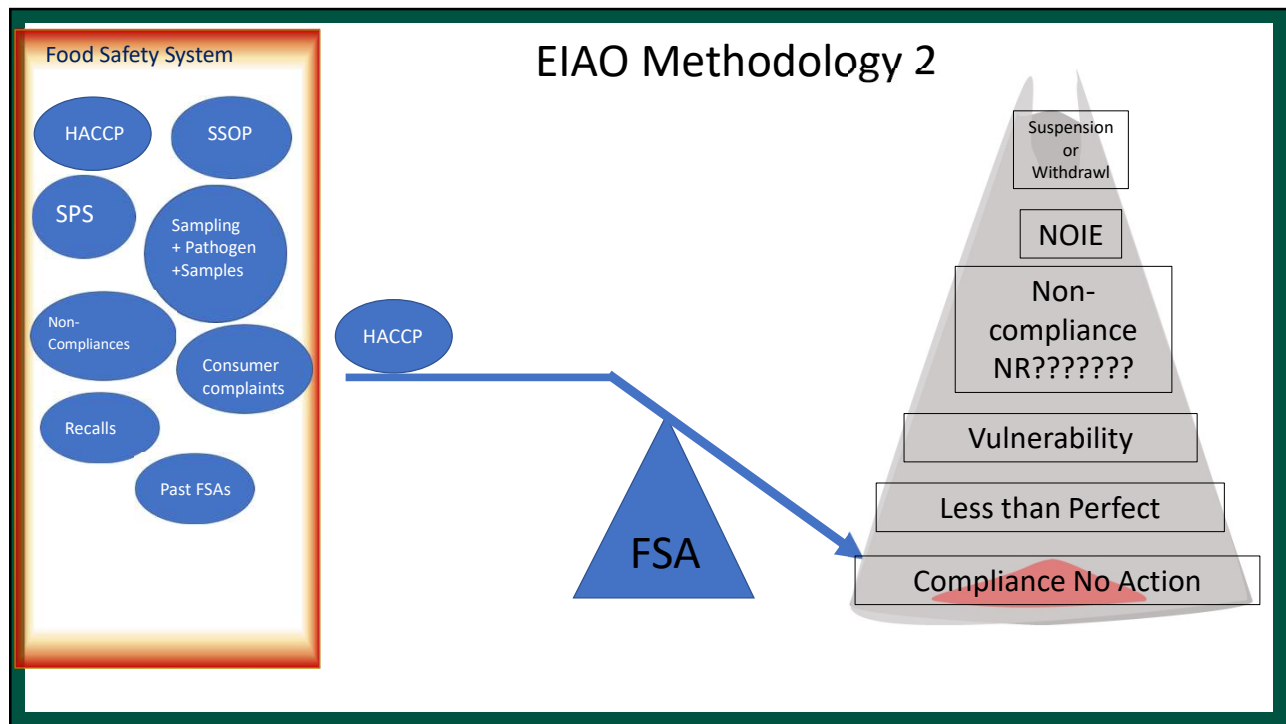 EIAO Methodology 2
Food Safety System
HACCP
SSOP
SPS
Sampling
+ Pathogen
+Samples
Non-
Compliances
Consumer
complaints
Recalls
Past FSAs
HACCP
FSA
Suspension
or
Withdrawl
NOIE
Non-
compliance
NR???????
Vulnerability
Less than Perfect
Compliance No Action